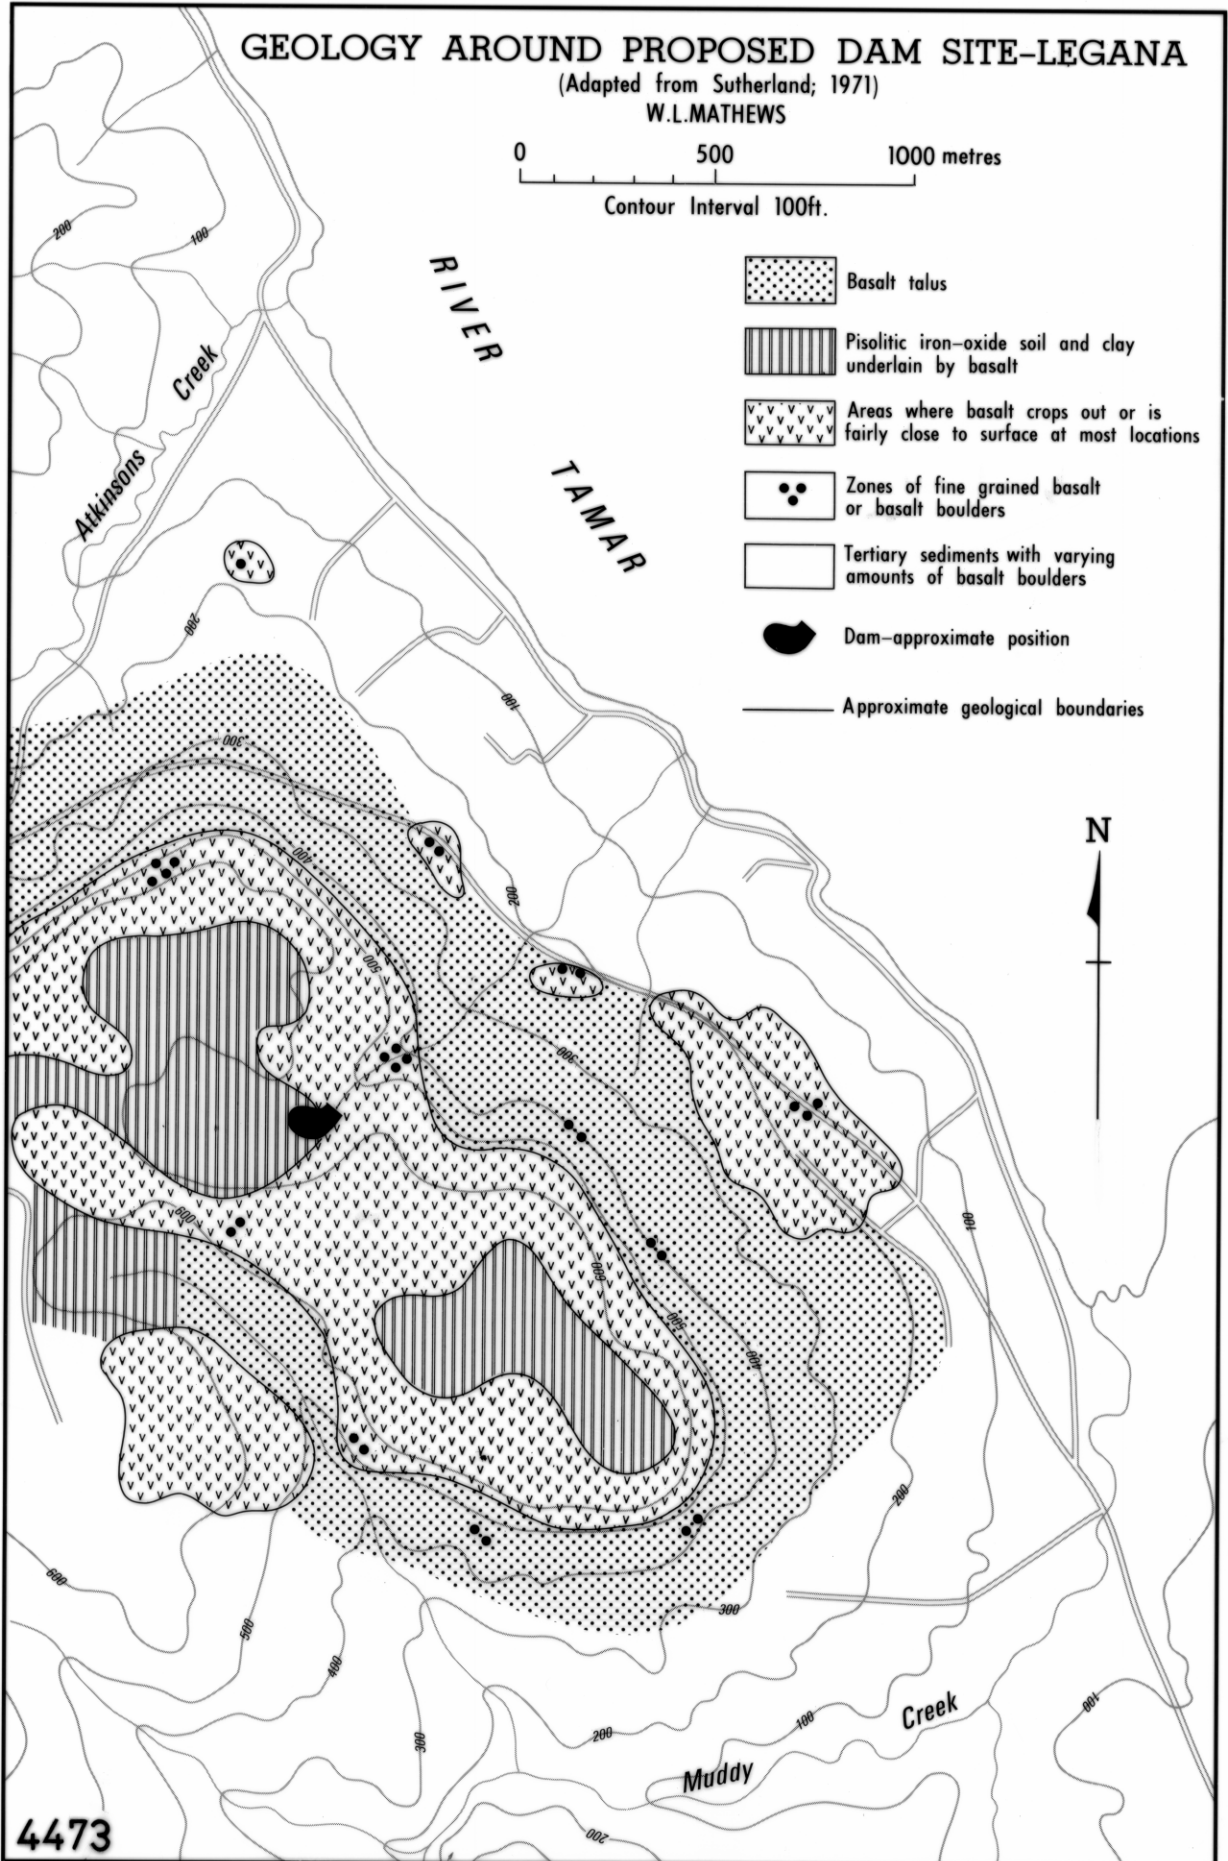 GEOLOGY AROUND PROPOSED DAM SITE-LEGANA
(Adapted from Sutherland; 1971)
W.L.MATHEWS
0 500 1000 metres
Contour Interval 100ft.
RIVER
TAMAR
Basalt talus
Pisolitic iron-oxide soil and clay
underlain by basalt
Areas where basalt crops out or is
fairly close to surface at most locations
Zones of fine grained basalt
or basalt boulders
Tertiary sediments with varying
amounts of basalt boulders
Dam-approximate position
Approximate geological boundaries
N
200
100
Atkinsons Creek
200
100
300
400
200
500
300
600
100
600
500
400
200
600
500
400
300
300
200
100
100
Muddy Creek
200
4473